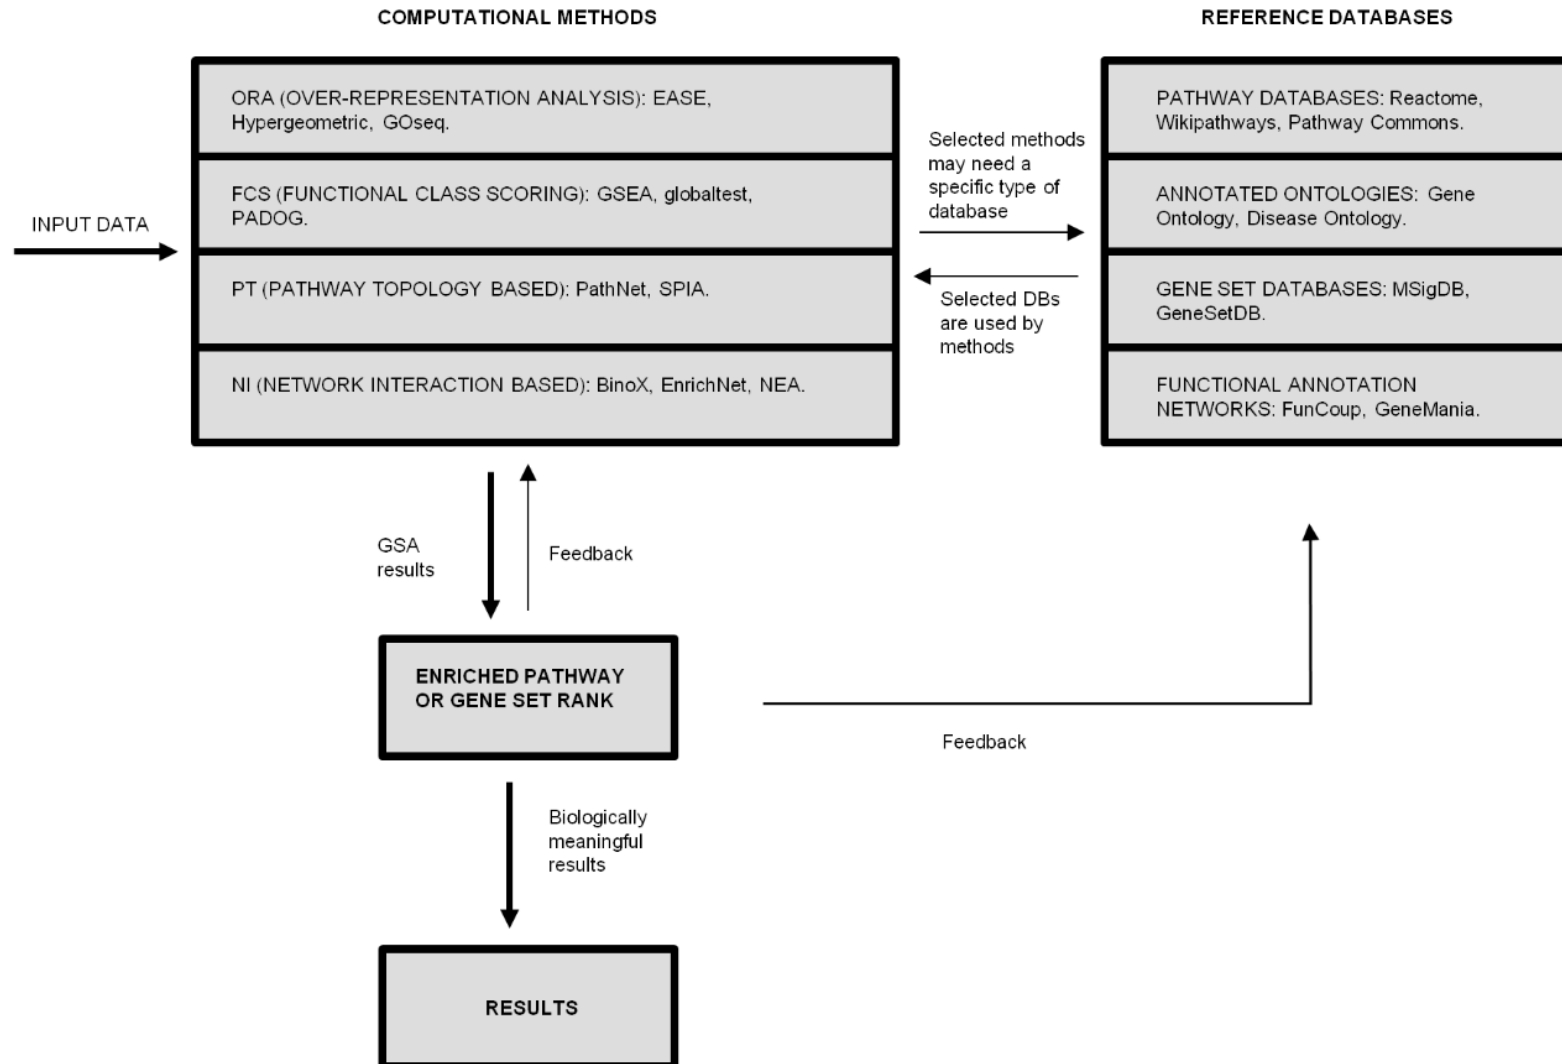 COMPUTATIONAL METHODS
REFERENCE DATABASES
ORA (OVER-REPRESENTATION ANALYSIS): EASE,
Hypergeometric, GOseq.
FCS (FUNCTIONAL CLASS SCORING): GSEA, globaltest,
PADOG.
PT (PATHWAY TOPOLOGY BASED): PathNet, SPIA.
NI (NETWORK INTERACTION BASED): BinoX, EnrichNet, NEA.
INPUT DATA
Selected methods
may need a
specific type of
database
Selected DBs
are used by
methods
PATHWAY DATABASES: Reactome,
Wikipathways, Pathway Commons.
ANNOTATED ONTOLOGIES: Gene
Ontology, Disease Ontology.
GENE SET DATABASES: MSigDB,
GeneSetDB.
FUNCTIONAL ANNOTATION
NETWORKS: FunCoup, GeneMania.
GSA
results
Feedback
ENRICHED PATHWAY
OR GENE SET RANK
Feedback
Biologically
meaningful
results
RESULTS